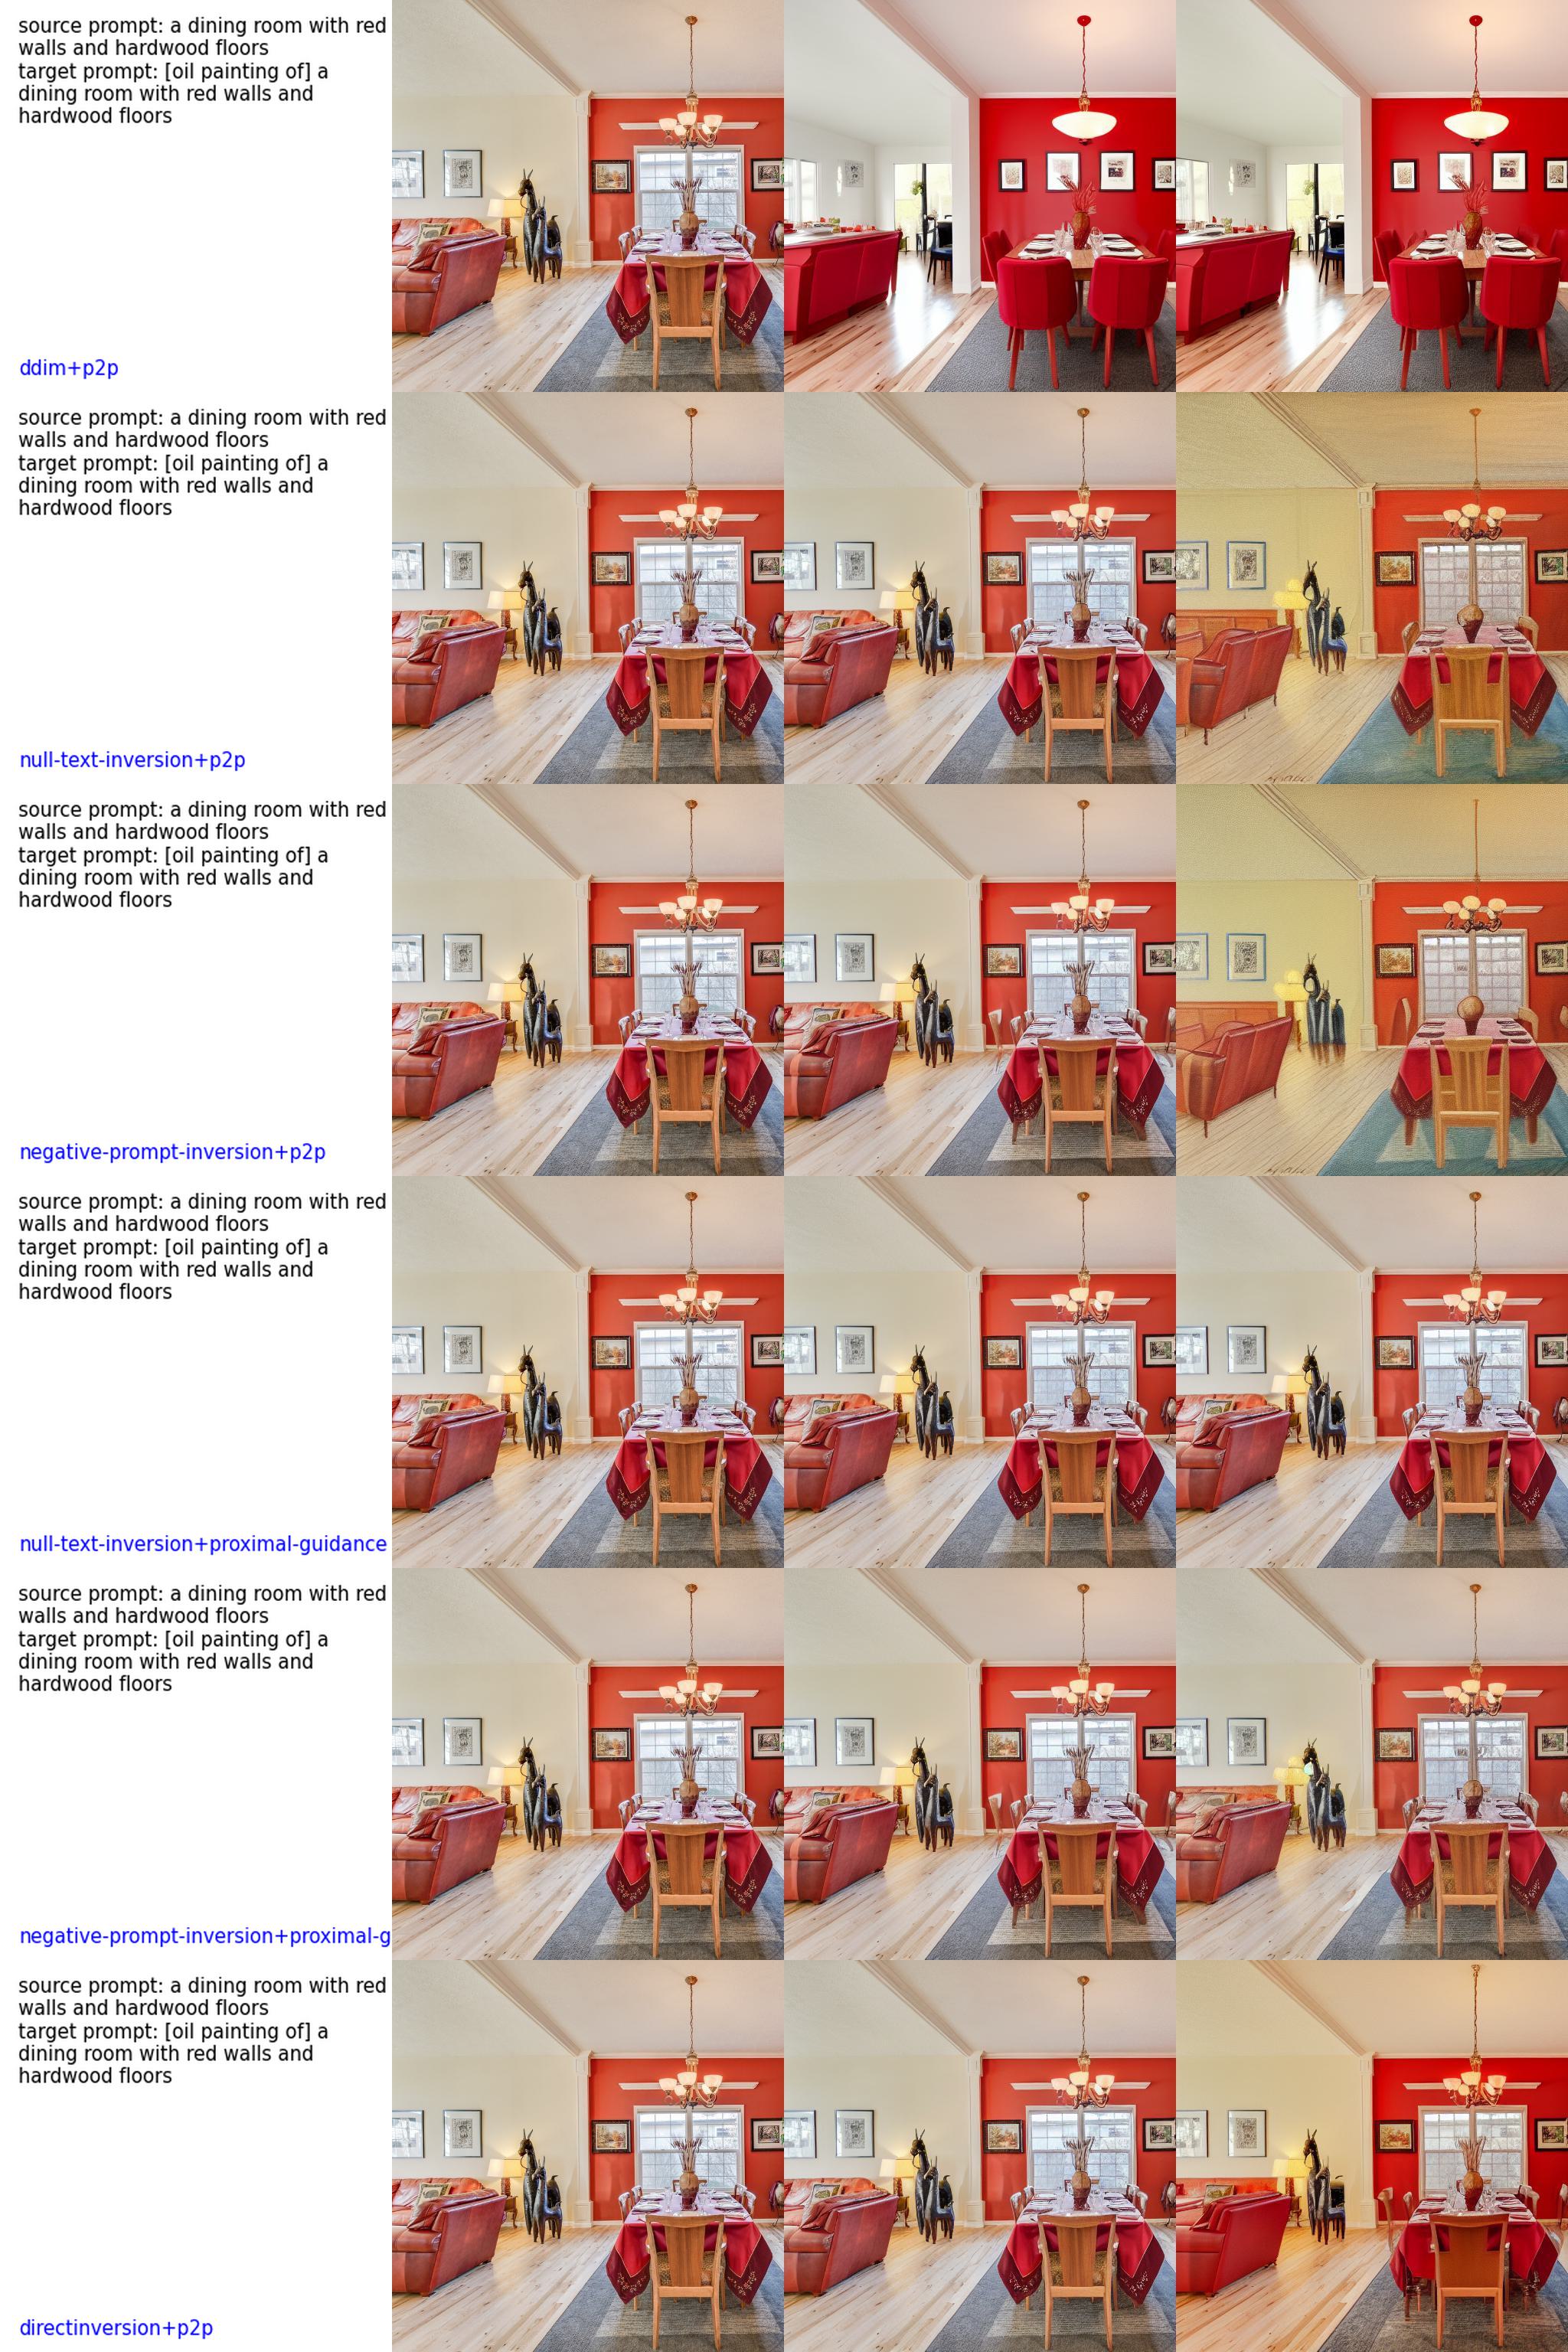 source prompt: a dining room with red
walls and hardwood floors
target prompt: [oil painting of] a
dining room with red walls and
hardwood floors
ddim+p2p
source prompt: a dining room with red
walls and hardwood floors
target prompt: [oil painting of] a
dining room with red walls and
hardwood floors
null-text-inversion+p2p
source prompt: a dining room with red
walls and hardwood floors
target prompt: [oil painting of] a
dining room with red walls and
hardwood floors
negative-prompt-inversion+p2p
source prompt: a dining room with red
walls and hardwood floors
target prompt: [oil painting of] a
dining room with red walls and
hardwood floors
null-text-inversion+proximal-guidance
source prompt: a dining room with red
walls and hardwood floors
target prompt: [oil painting of] a
dining room with red walls and
hardwood floors
negative-prompt-inversion+proximal-g
source prompt: a dining room with red
walls and hardwood floors
target prompt: [oil painting of] a
dining room with red walls and
hardwood floors
directinversion+p2p